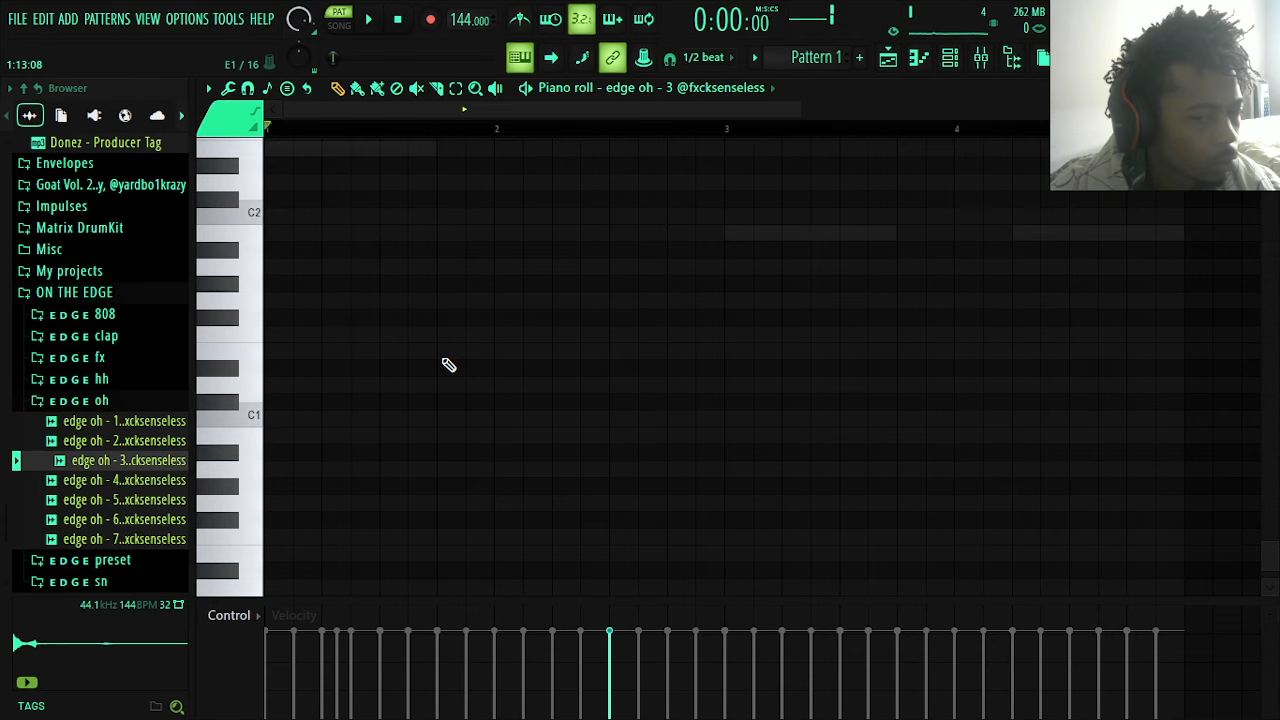 FILE EDIT ADD PATTERNS VIEW OPTIONS TOOLS HELP
PAT
SONG
144.000
3.2.
0:00:00
M:S:CS
4
262 MB
0
1:13:08
E1 / 16
1/2 beat
Pattern 1
Browser
Piano roll - edge oh - 3 @fxcksenseless
Donez - Producer Tag
Envelopes
Goat Vol. 2..y, @yardbo1krazy
Impulses
Matrix DrumKit
Misc
My projects
ON THE EDGE
E D G E 808
E D G E clap
E D G E fx
E D G E hh
E D G E oh
edge oh - 1..xcksenseless
edge oh - 2..xcksenseless
edge oh - 3..cksenseless
edge oh - 4..xcksenseless
edge oh - 5..xcksenseless
edge oh - 6..xcksenseless
edge oh - 7..xcksenseless
E D G E preset
E D G E sn
44.1kHz 144BPM 32
TAGS
2
3
4
C2
C1
Control
Velocity